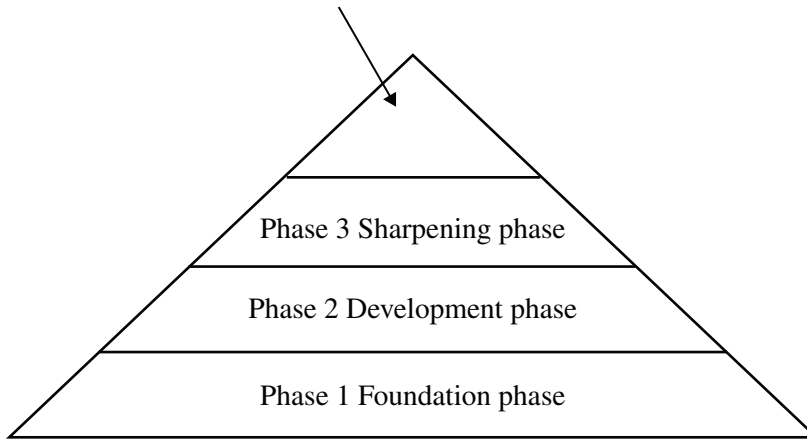 Phase 3 Sharpening phase
Phase 2 Development phase
Phase 1 Foundation phase